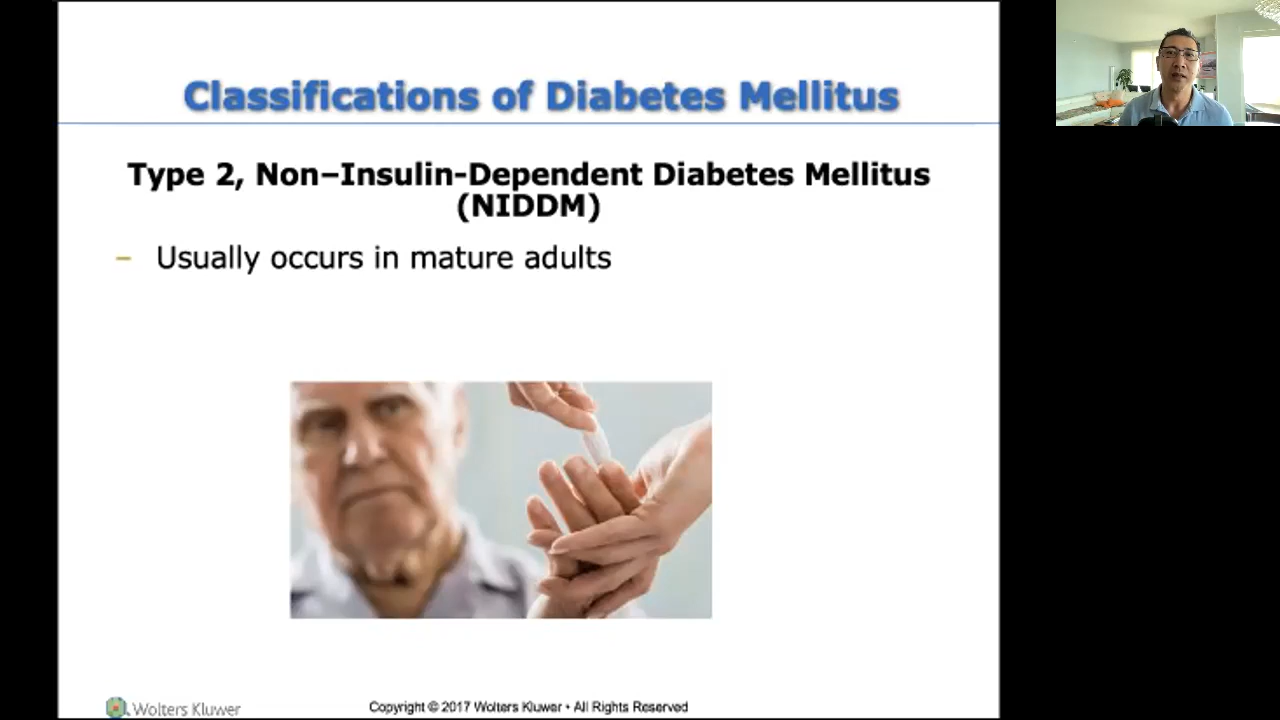 Classifications of Diabetes Mellitus
Type 2, Non–Insulin-Dependent Diabetes Mellitus
(NIDDM)
– Usually occurs in mature adults
Wolters Kluwer
Copyright © 2017 Wolters Kluwer • All Rights Reserved